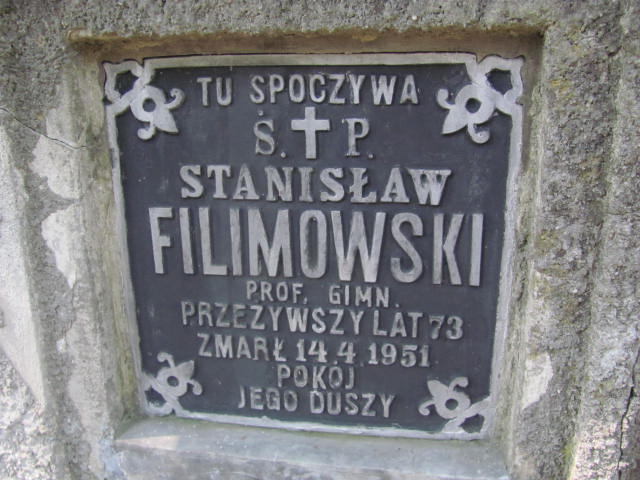 TU SPOCZYWA
Ś. P.
STANISŁAW
FILIMOWSKI
PROF. GIMN.
PRZEŻYWSZY LAT 73
ZMARŁ 14.4.1951
POKÓJ
JEGO DUSZY